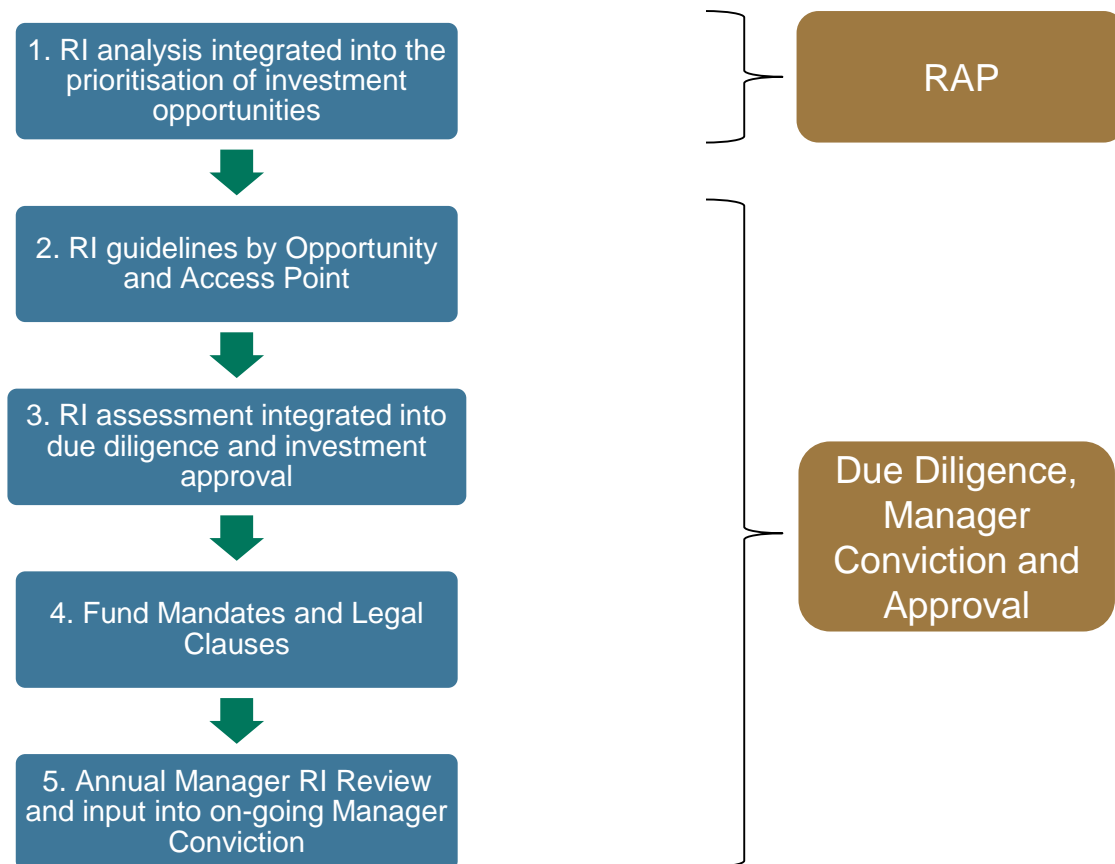 1. RI analysis integrated into the
prioritisation of investment
opportunities
RAP
2. RI guidelines by Opportunity
and Access Point
3. RI assessment integrated into
due diligence and investment
approval
Due Diligence,
Manager
Conviction and
Approval
4. Fund Mandates and Legal
Clauses
5. Annual Manager RI Review
and input into on-going Manager
Conviction